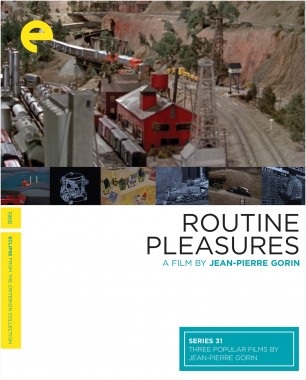 e
ROUTINE
PLEASURES
A FILM BY JEAN-PIERRE GORIN
1986
ECLIPSE FROM THE CRITERION COLLECTION
SERIES 31
THREE POPULAR FILMS BY
JEAN-PIERRE GORIN